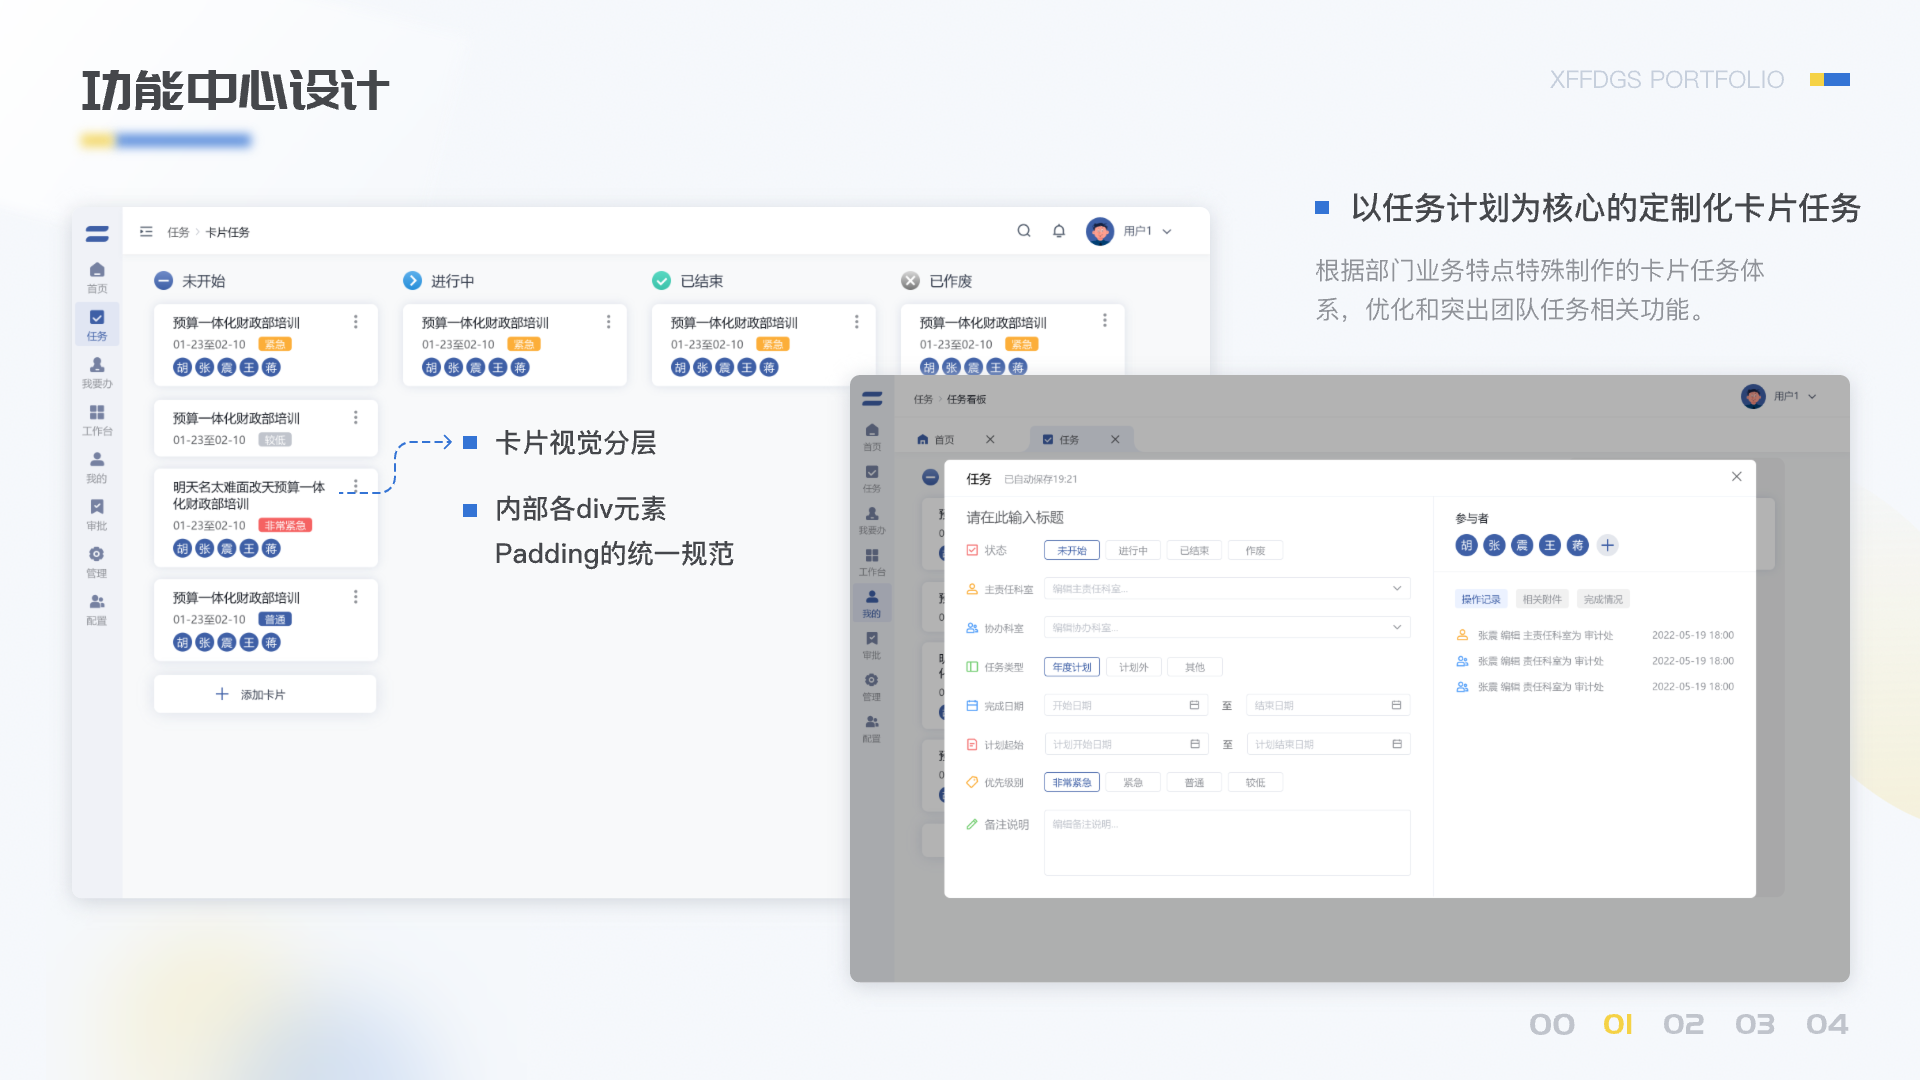 功能中心设计
XFFDGS PORTFOLIO
以任务计划为核心的定制化卡片任务
根据部门业务特点特殊制作的卡片任务体
系，优化和突出团队任务相关功能。
任务 › 卡片任务
用户1
首页
任务
我要办
工作台
我的
审批
管理
配置
未开始
预算一体化财政部培训
01-23至02-10 紧急
胡 张 震 王 蒋
预算一体化财政部培训
01-23至02-10 较低
明天名太难面改天预算一体
化财政部培训
01-23至02-10 非常紧急
胡 张 震 王 蒋
预算一体化财政部培训
01-23至02-10 普通
胡 张 震 王 蒋
添加卡片
进行中
预算一体化财政部培训
01-23至02-10 紧急
胡 张 震 王 蒋
已结束
预算一体化财政部培训
01-23至02-10 紧急
胡 张 震 王 蒋
已作废
预算一体化财政部培训
01-23至02-10 紧急
胡 张 震 王 蒋
卡片视觉分层
内部各div元素
Padding的统一规范
任务 › 任务看板
用户1
首页
任务
首页
任务
我要办
工作台
我的
审批
管理
配置
任务 已自动保存19:21
请在此输入标题
状态 未开始 进行中 已结束 作废
主责任科室 编辑主责任科室...
协办科室 编辑协办科室...
任务类型 年度计划 计划外 其他
完成日期 开始日期 至 结束日期
计划起始 计划开始日期 至 计划结束日期
优先级别 非常紧急 紧急 普通 较低
备注说明 编辑备注说明...
参与者
胡 张 震 王 蒋
操作记录 相关附件 完成情况
张震 编辑 主责任科室为 审计处 2022-05-19 18:00
张震 编辑 责任科室为 审计处 2022-05-19 18:00
张震 编辑 责任科室为 审计处 2022-05-19 18:00
00 01 02 03 04